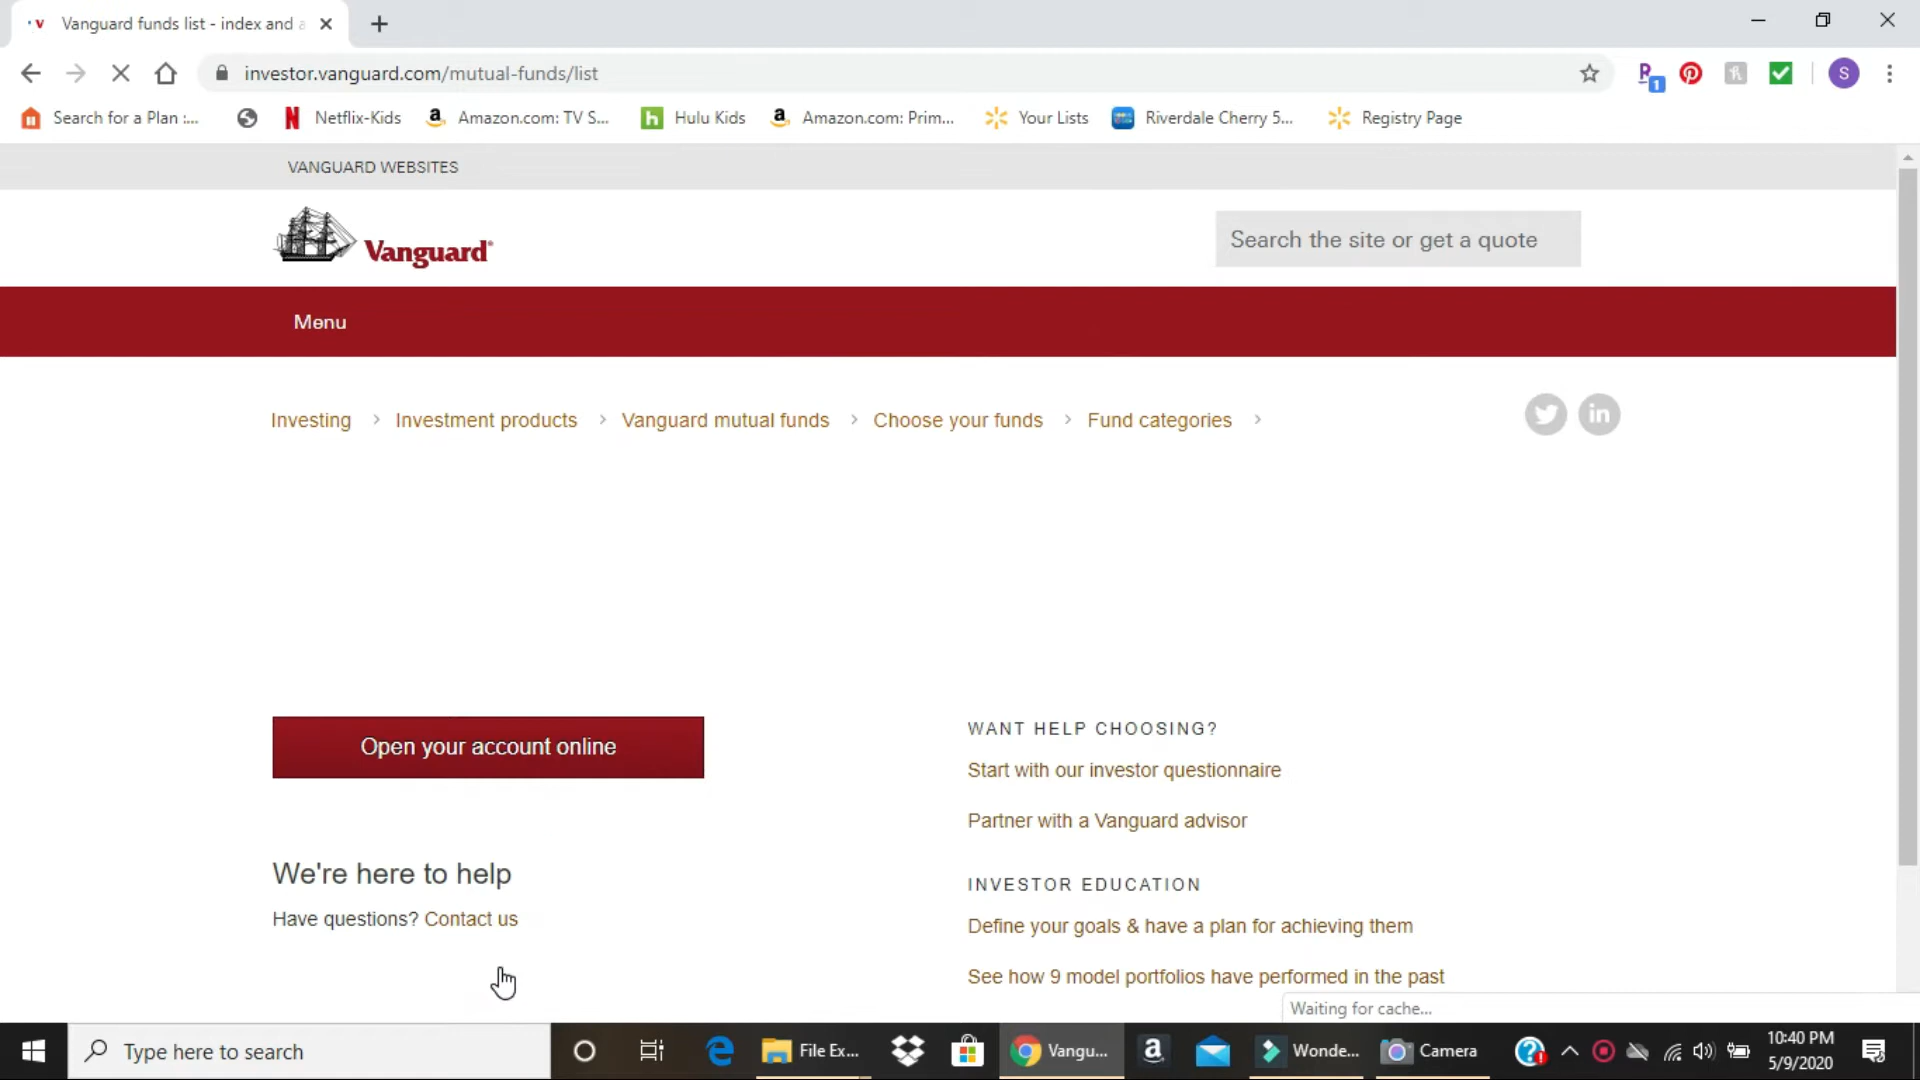 Vanguard funds list - index and a
investor.vanguard.com/mutual-funds/list
1
S
Search for a Plan :...
Netflix-Kids
Amazon.com: TV S...
Hulu Kids
Amazon.com: Prim...
Your Lists
Riverdale Cherry 5...
Registry Page
VANGUARD WEBSITES
Vanguard®
Search the site or get a quote
Menu
Investing > Investment products > Vanguard mutual funds > Choose your funds > Fund categories >
Open your account online
We're here to help
Have questions? Contact us
WANT HELP CHOOSING?
Start with our investor questionnaire
Partner with a Vanguard advisor
INVESTOR EDUCATION
Define your goals & have a plan for achieving them
See how 9 model portfolios have performed in the past
Waiting for cache...
Type here to search
File Ex...
Vangu...
Wonde...
Camera
10:40 PM
5/9/2020